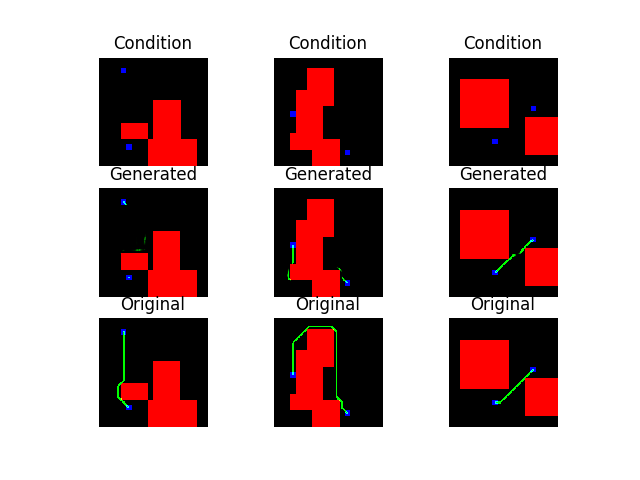 Condition Condition Condition
Generated Generated Generated
Original Original Original